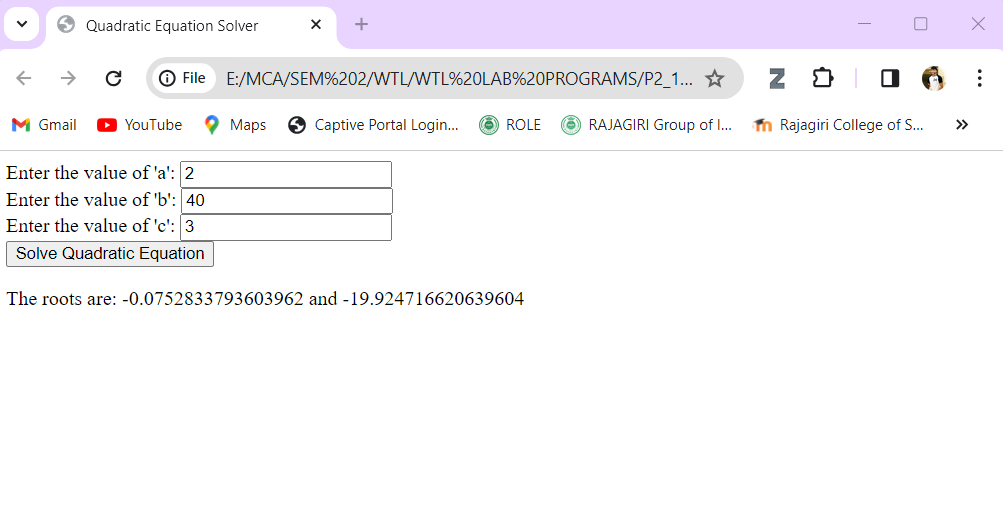 Quadratic Equation Solver
File E:/MCA/SEM%202/WTL/WTL%20LAB%20PROGRAMS/P2_1...
Gmail YouTube Maps Captive Portal Login... ROLE RAJAGIRI Group of I... Rajagiri College of S...
Enter the value of 'a': 2
Enter the value of 'b': 40
Enter the value of 'c': 3
Solve Quadratic Equation
The roots are: -0.0752833793603962 and -19.924716620639604